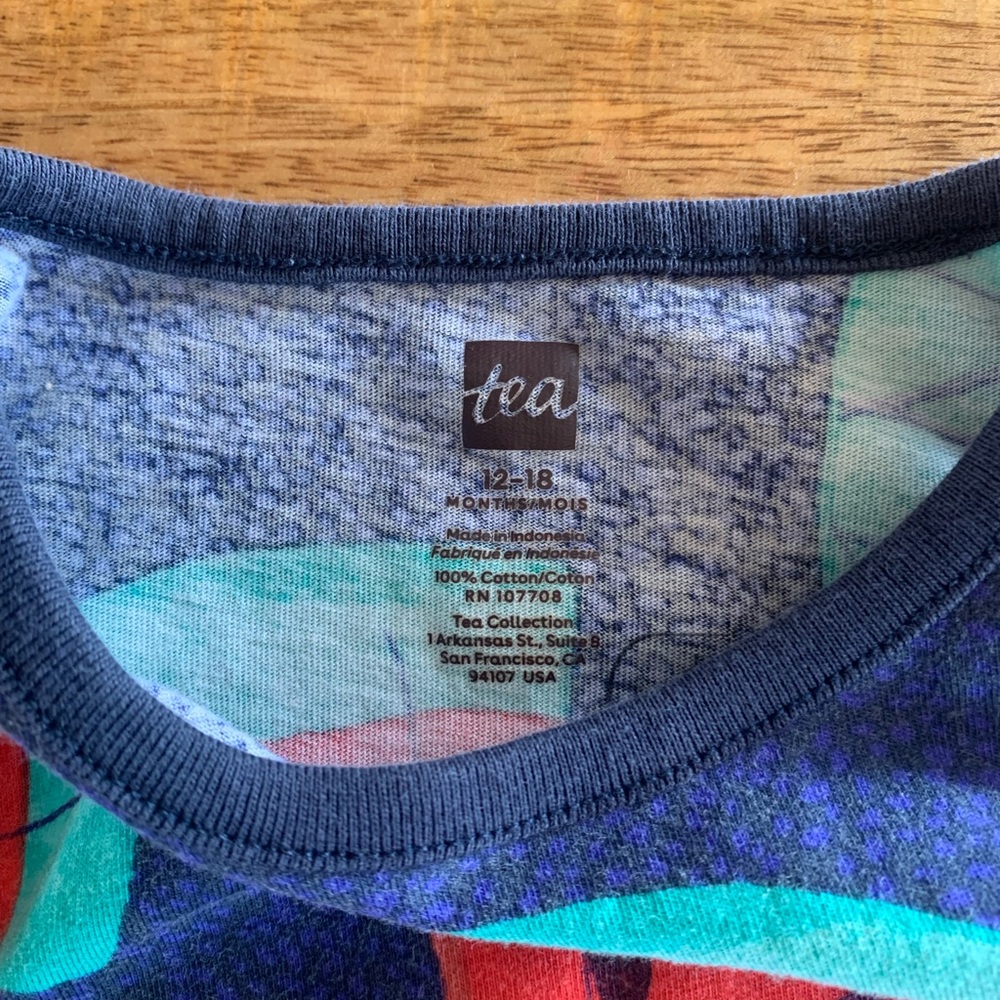 tea
12-18
MONTHS/MOIS
Made in Indonesia
Fabriqué en Indonésie
100% Cotton/Coton
RN 107708
Tea Collection
1 Arkansas St., Suite B
San Francisco, CA
94107 USA